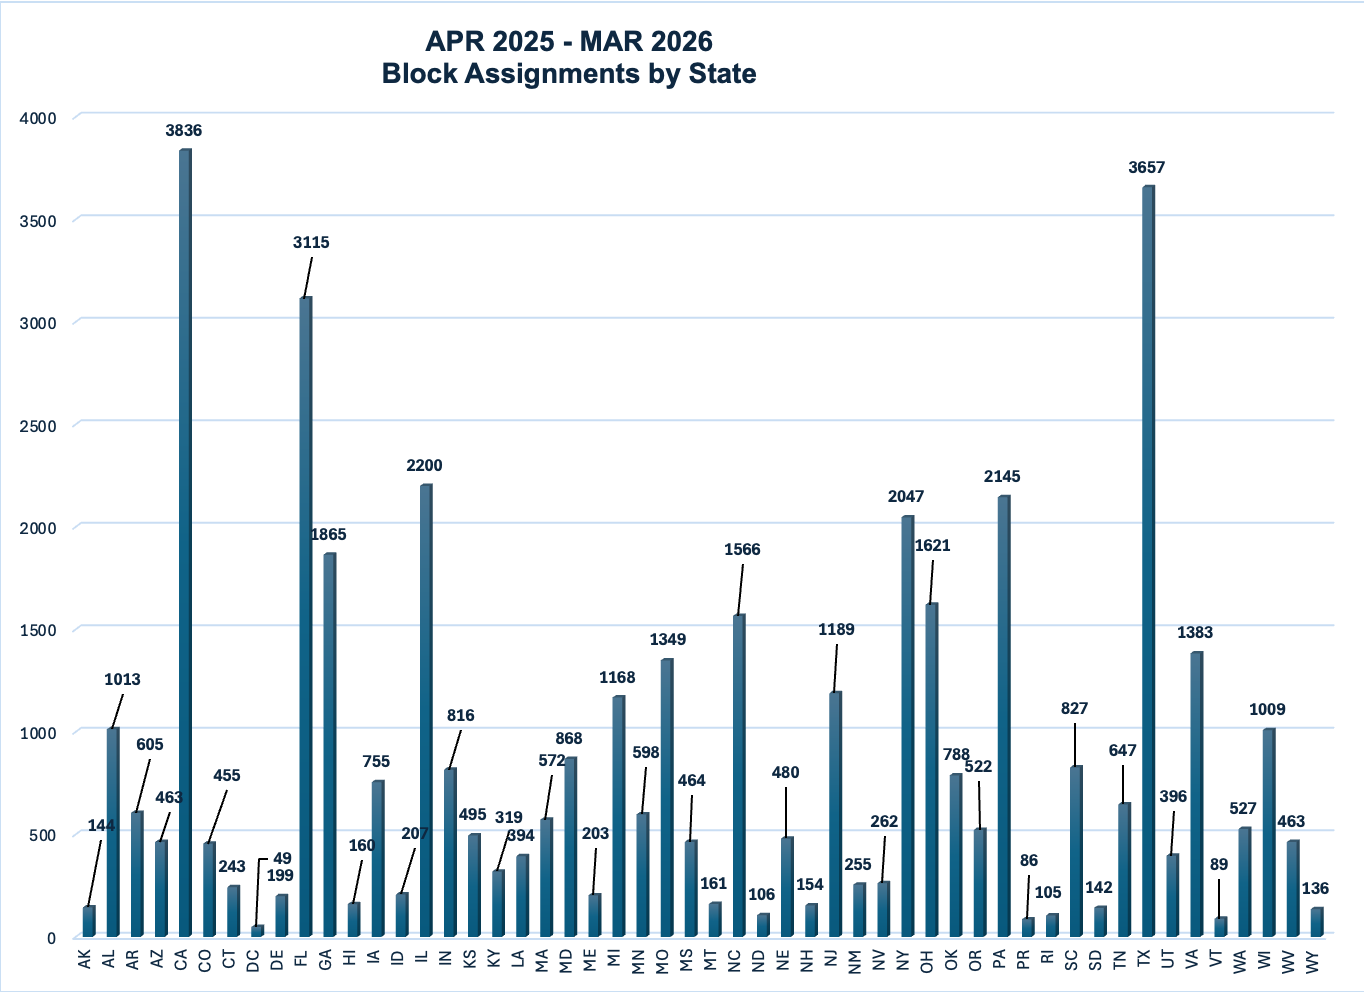 APR 2025 - MAR 2026
Block Assignments by State
4000
3500
3000
2500
2000
1500
1000
500
0
144
1013
605
463
3836
455
243
49
199
3115
1865
160
755
207
2200
816
495
319
394
572
868
203
1168
598
1349
464
161
1566
106
480
154
1189
255
262
2047
1621
788
522
2145
86
105
827
142
647
3657
396
1383
89
527
1009
463
136
AK
AL
AR
AZ
CA
CO
CT
DC
DE
FL
GA
HI
IA
ID
IL
IN
KS
KY
LA
MA
MD
ME
MI
MN
MO
MS
MT
NC
ND
NE
NH
NJ
NM
NV
NY
OH
OK
OR
PA
PR
RI
SC
SD
TN
TX
UT
VA
VT
WA
WI
WV
WY